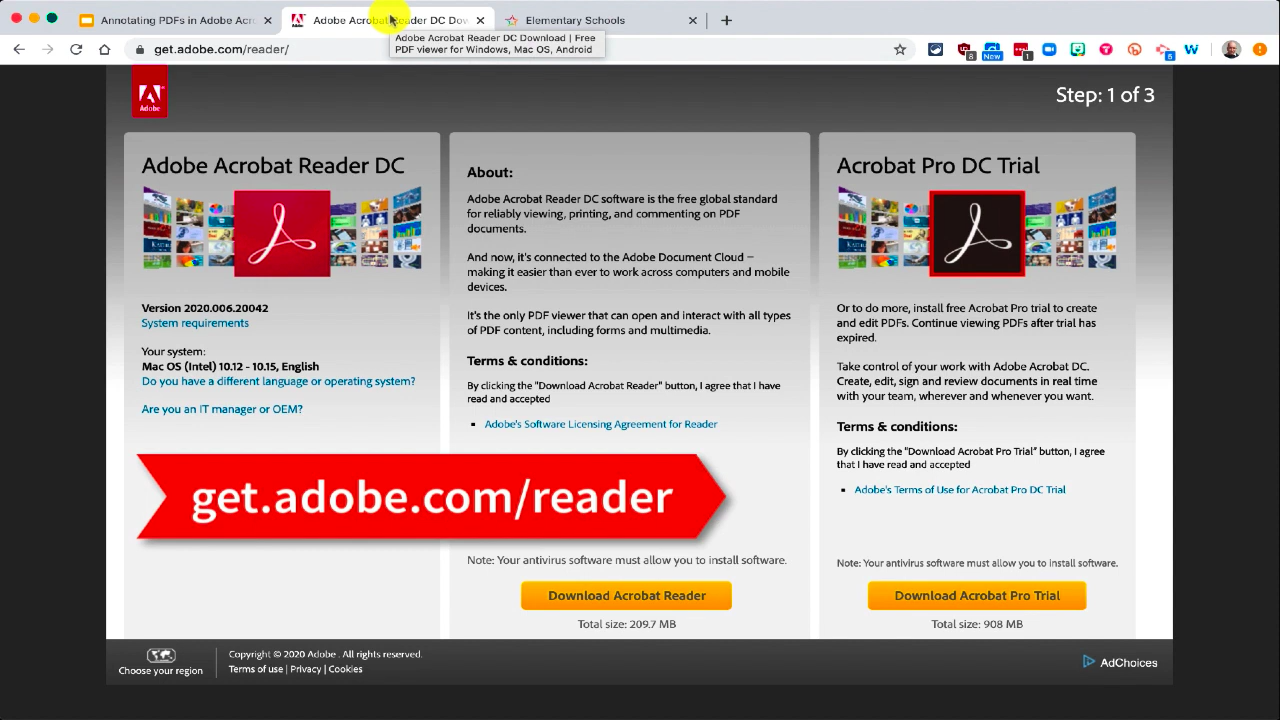 Annotating PDFs in Adobe Acr
Adobe Acrobat Reader DC Dow
Elementary Schools
get.adobe.com/reader/
Adobe Acrobat Reader DC Download | Free
PDF viewer for Windows, Mac OS, Android
8
New
1
6
W
Adobe
Step: 1 of 3
Adobe Acrobat Reader DC
Version 2020.006.20042
System requirements
Your system:
Mac OS (Intel) 10.12 - 10.15, English
Do you have a different language or operating system?
Are you an IT manager or OEM?
About:
Adobe Acrobat Reader DC software is the free global standard
for reliably viewing, printing, and commenting on PDF
documents.
And now, it's connected to the Adobe Document Cloud −
making it easier than ever to work across computers and mobile
devices.
It's the only PDF viewer that can open and interact with all types
of PDF content, including forms and multimedia.
Terms & conditions:
By clicking the "Download Acrobat Reader" button, I agree that I have
read and accepted
▪ Adobe's Software Licensing Agreement for Reader
get.adobe.com/reader
Note: Your antivirus software must allow you to install software.
Download Acrobat Reader
Total size: 209.7 MB
Acrobat Pro DC Trial
Or to do more, install free Acrobat Pro trial to create
and edit PDFs. Continue viewing PDFs after trial has
expired.
Take control of your work with Adobe Acrobat DC.
Create, edit, sign and review documents in real time
with your team, wherever and whenever you want.
Terms & conditions:
By clicking the "Download Acrobat Pro Trial" button, I agree
that I have read and accepted
▪ Adobe's Terms of Use for Acrobat Pro DC Trial
Note: Your antivirus software must allow you to install software.
Download Acrobat Pro Trial
Total size: 908 MB
Choose your region
Copyright © 2020 Adobe . All rights reserved.
Terms of use | Privacy | Cookies
AdChoices